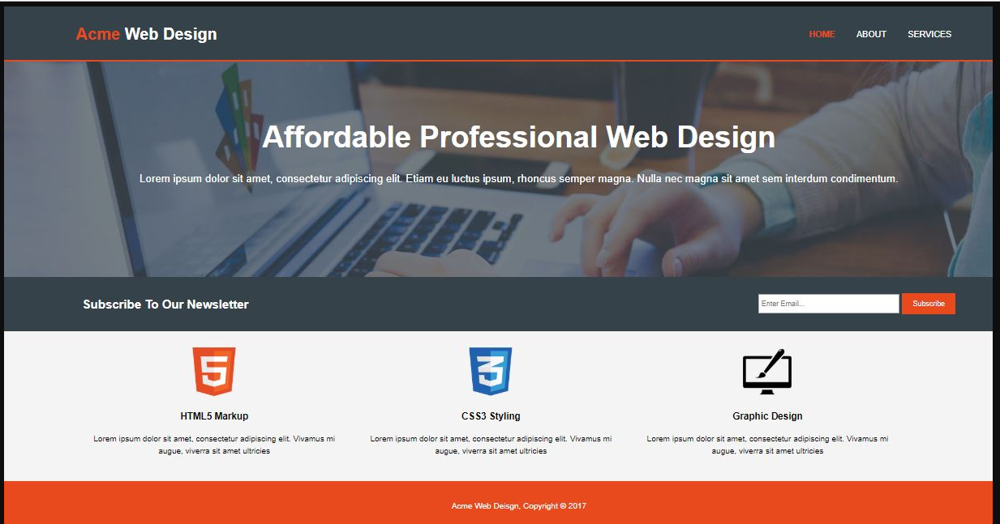 Acme Web Design
HOME ABOUT SERVICES
Affordable Professional Web Design
Lorem ipsum dolor sit amet, consectetur adipiscing elit. Etiam eu luctus ipsum, rhoncus semper magna. Nulla nec magna sit amet sem interdum condimentum.
Subscribe To Our Newsletter
Enter Email...
Subscribe
5
3
HTML5 Markup
Lorem ipsum dolor sit amet, consectetur adipiscing elit. Vivamus mi
augue, viverra sit amet ultricies
CSS3 Styling
Lorem ipsum dolor sit amet, consectetur adipiscing elit. Vivamus mi
augue, viverra sit amet ultricies
Graphic Design
Lorem ipsum dolor sit amet, consectetur adipiscing elit. Vivamus mi
augue, viverra sit amet ultricies
Acme Web Deisgn, Copyright © 2017